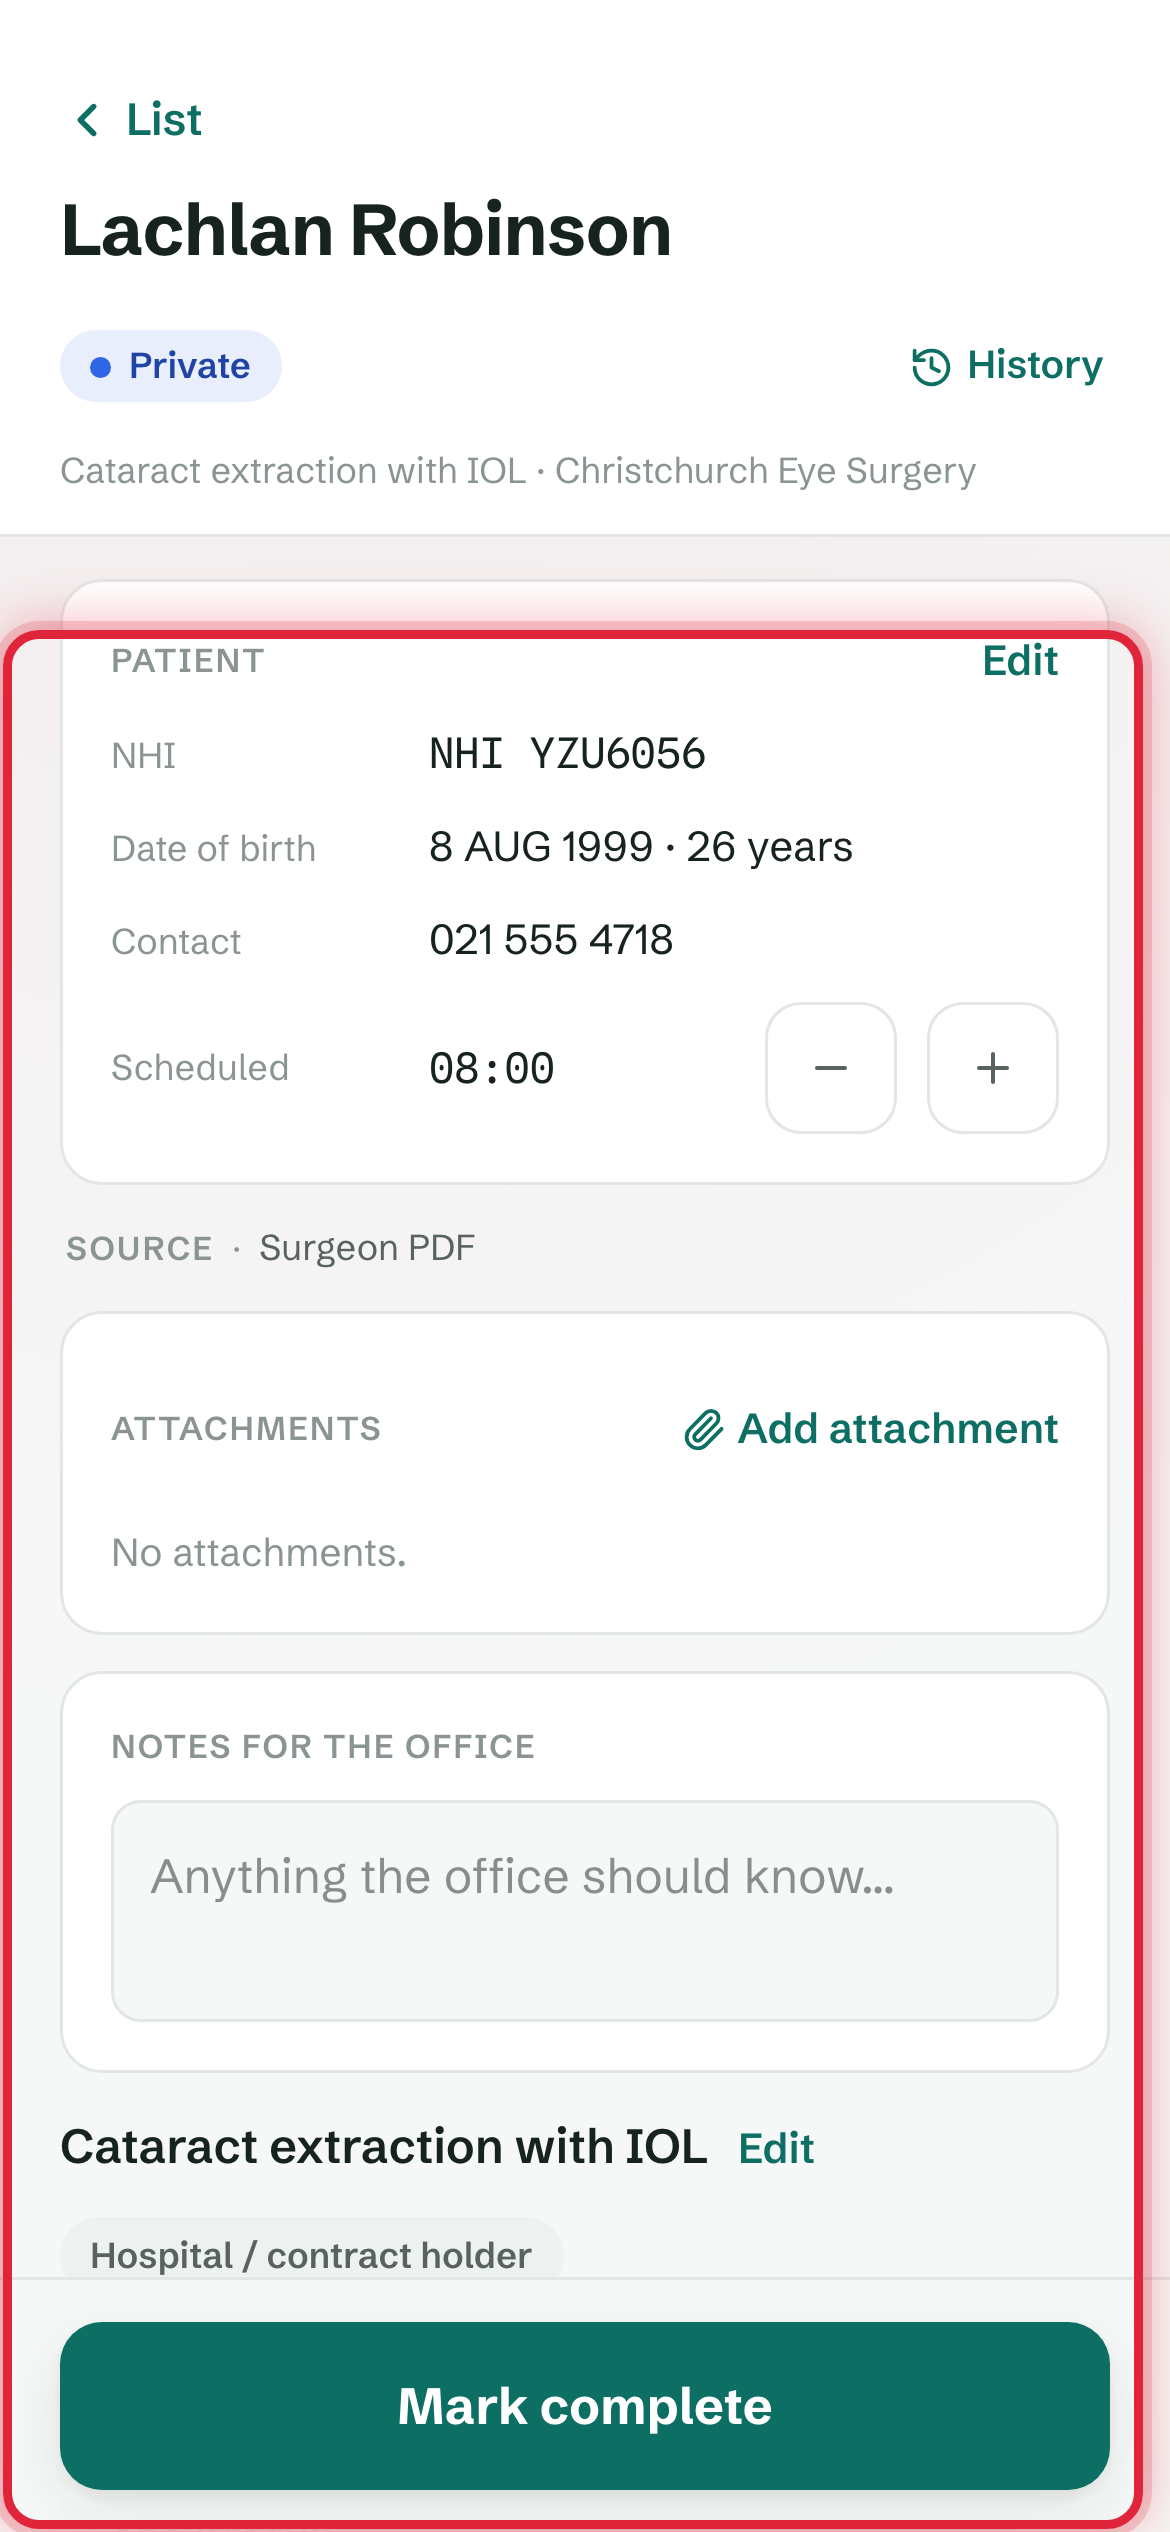 List
Lachlan Robinson
Private
History
Cataract extraction with IOL · Christchurch Eye Surgery
PATIENT
Edit
NHI
NHI YZU6056
Date of birth
8 AUG 1999 · 26 years
Contact
021 555 4718
Scheduled
08:00
SOURCE · Surgeon PDF
ATTACHMENTS
Add attachment
No attachments.
NOTES FOR THE OFFICE
Anything the office should know...
Cataract extraction with IOL Edit
Hospital / contract holder
Mark complete